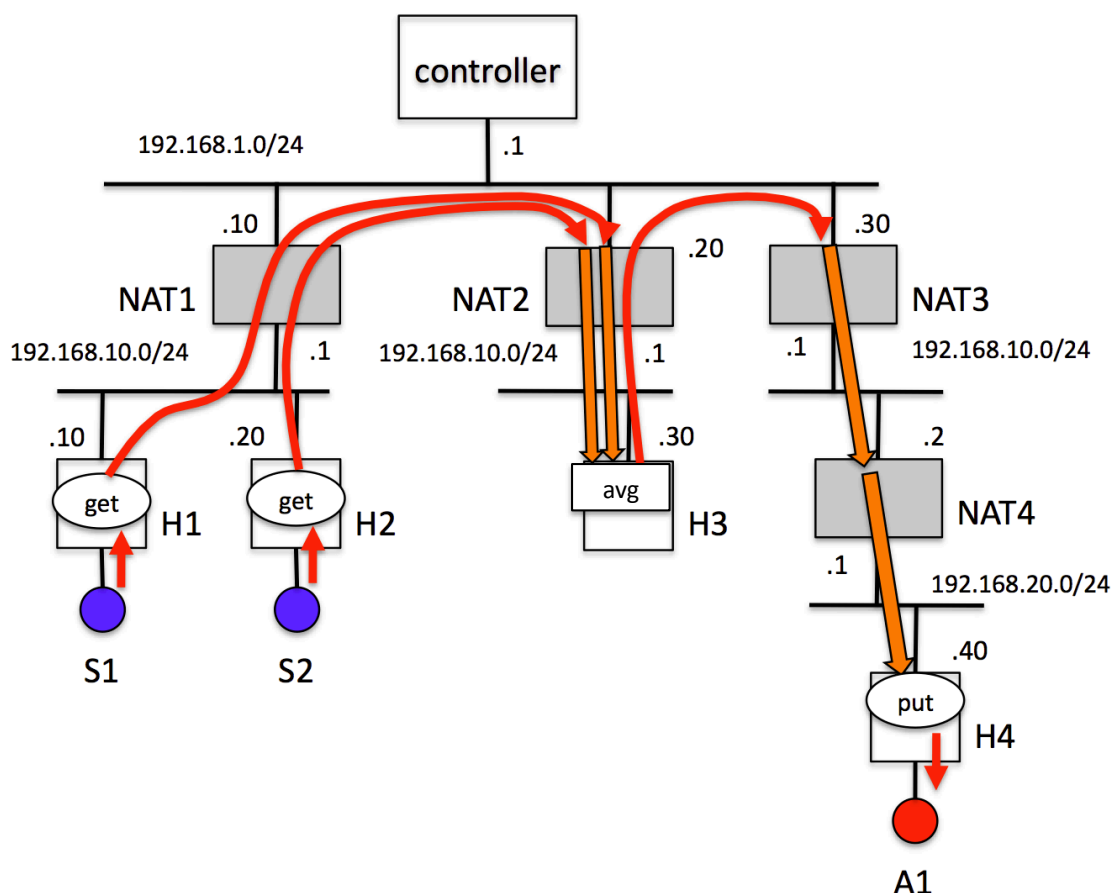 controller
192.168.1.0/24
.1
.10
.20
.30
NAT1
NAT2
NAT3
192.168.10.0/24
.1
192.168.10.0/24
.1
.1
192.168.10.0/24
.10
.20
.30
.2
get
H1
get
H2
avg
H3
NAT4
.1
192.168.20.0/24
S1
S2
.40
put
H4
A1